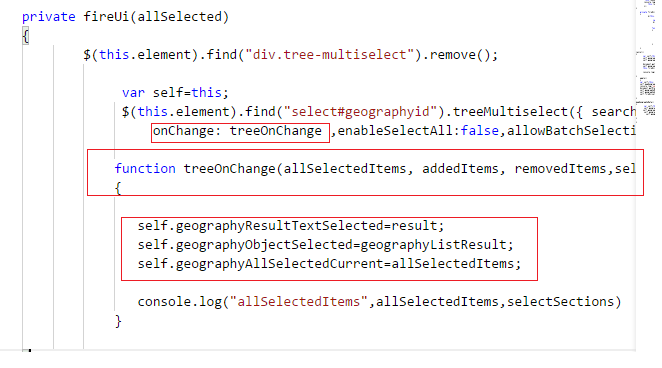 private fireUi(allSelected)
{
$(this.element).find("div.tree-multiselect").remove();
var self=this;
$(this.element).find("select#geographyid").treeMultiselect({ search
onChange: treeOnChange ,enableSelectAll:false,allowBatchSelecti
function treeOnChange(allSelectedItems, addedItems, removedItems,sel
{
self.geographyResultTextSelected=result;
self.geographyObjectSelected=geographyListResult;
self.geographyAllSelectedCurrent=allSelectedItems;
console.log("allSelectedItems",allSelectedItems,selectSections)
}